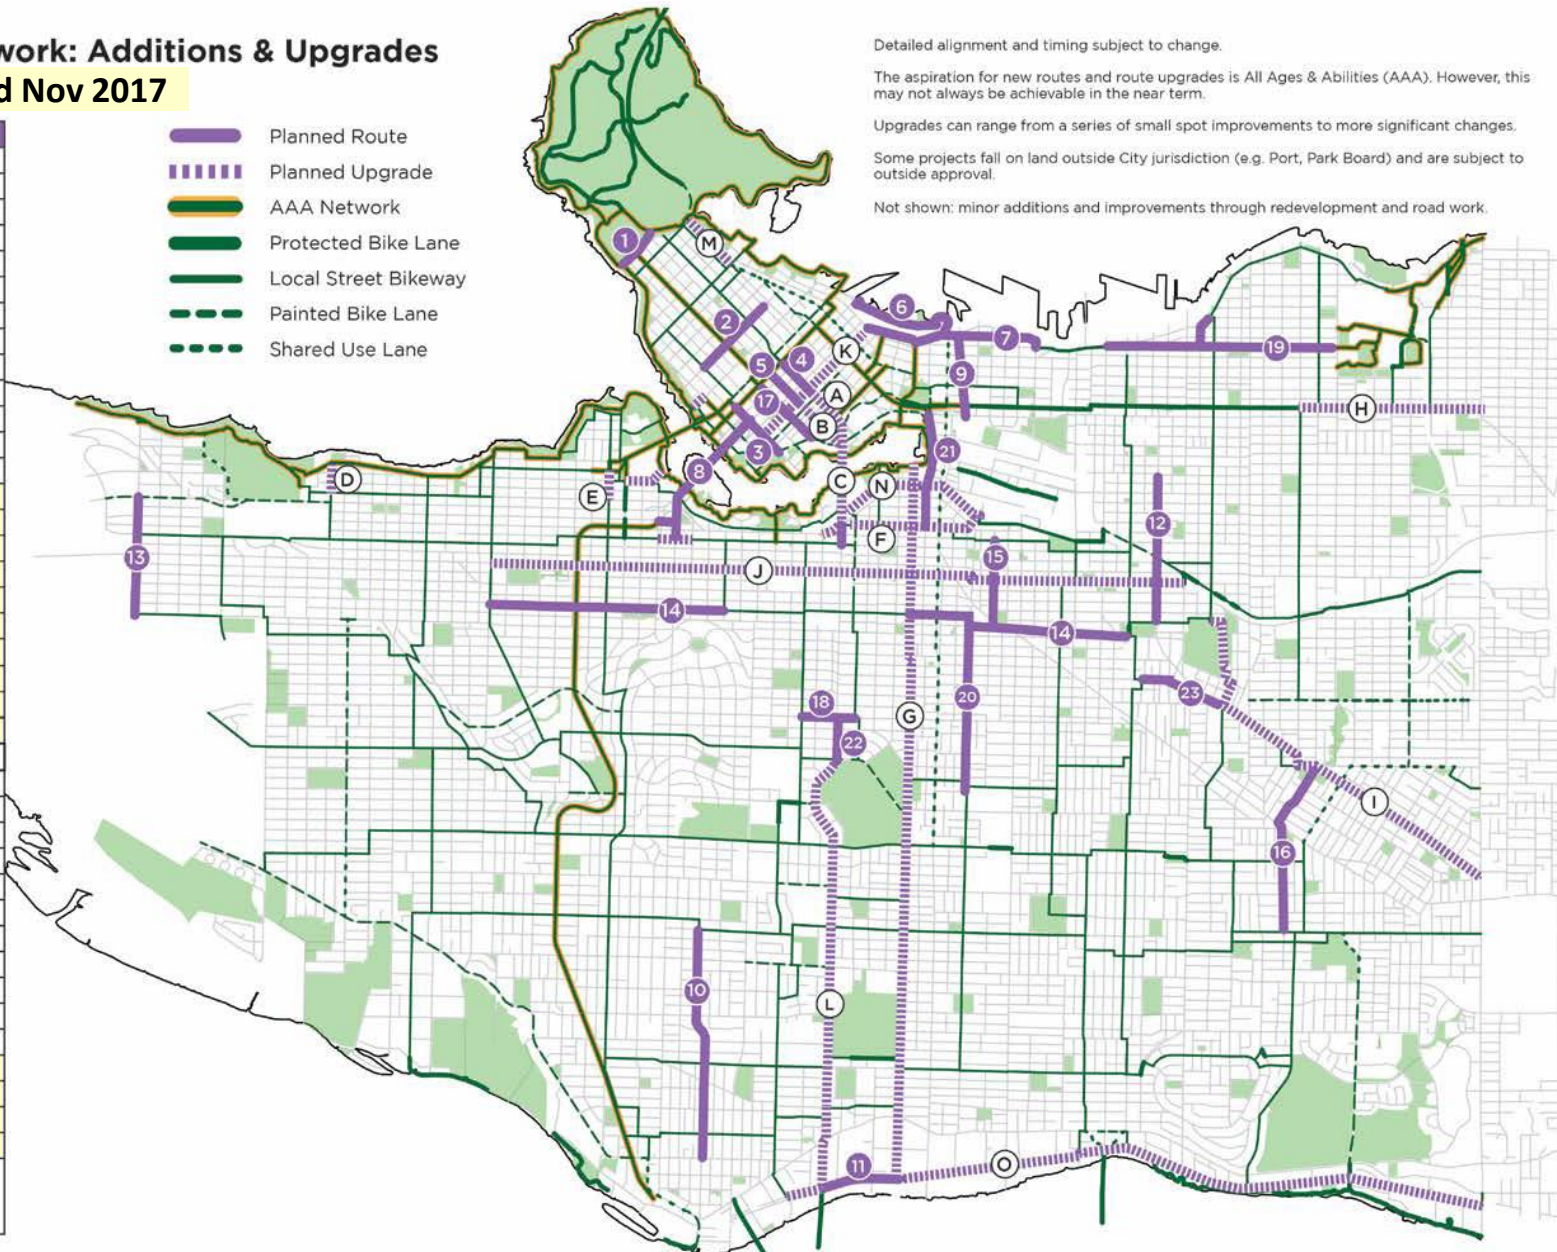 work: Additions & Upgrades
d Nov 2017
Planned Route
Planned Upgrade
AAA Network
Protected Bike Lane
Local Street Bikeway
Painted Bike Lane
Shared Use Lane
Detailed alignment and timing subject to change.
The aspiration for new routes and route upgrades is All Ages & Abilities (AAA). However, this
may not always be achievable in the near term.
Upgrades can range from a series of small spot improvements to more significant changes.
Some projects fall on land outside City jurisdiction (e.g. Port, Park Board) and are subject to
outside approval.
Not shown: minor additions and improvements through redevelopment and road work.
1
M
6
2
7
K
19
5
4
9
A
17
H
B
3
21
8
D
C
N
E
12
F
13
15
J
14
14
23
20
18
G
22
I
16
10
L
11
O